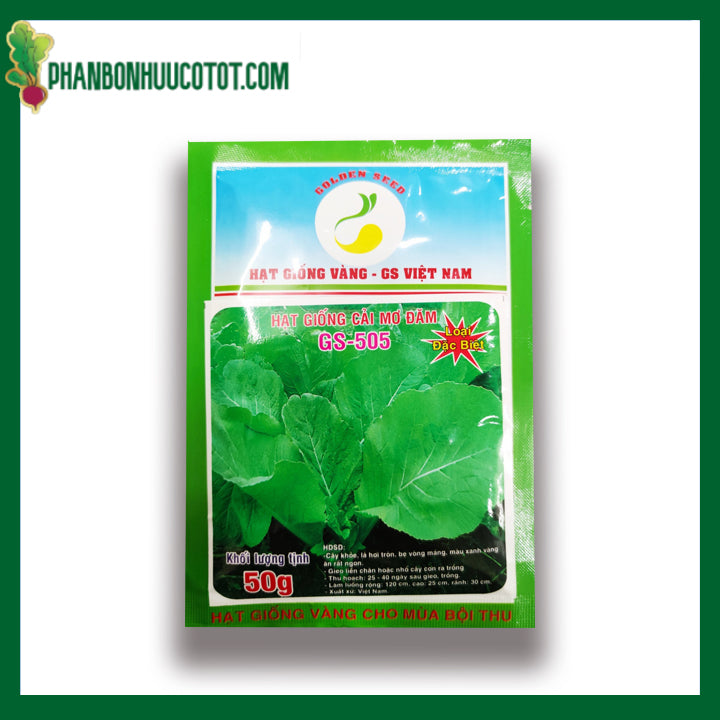 PHANBONHUUCOTOT.COM
GOLDEN SEED
HẠT GIỐNG VÀNG - GS VIỆT NAM
HẠT GIỐNG CẢI MƠ ĐĂM
GS-505
Loại
Đặc Biệt
Khối lượng tịnh
50g
HDSD:
-Cây khỏe, lá hơi tròn, bẹ vòng máng, màu xanh vàng
ăn rất ngon.
- Gieo liền chân hoặc nhổ cấy con ra trồng
- Thu hoạch: 25 - 40 ngày sau gieo, trồng.
- Làm luống rộng: 120 cm, cao: 25 cm, rãnh: 30 cm.
- Xuất xứ: Việt Nam.
HẠT GIỐNG VÀNG CHO MÙA BỘI THU